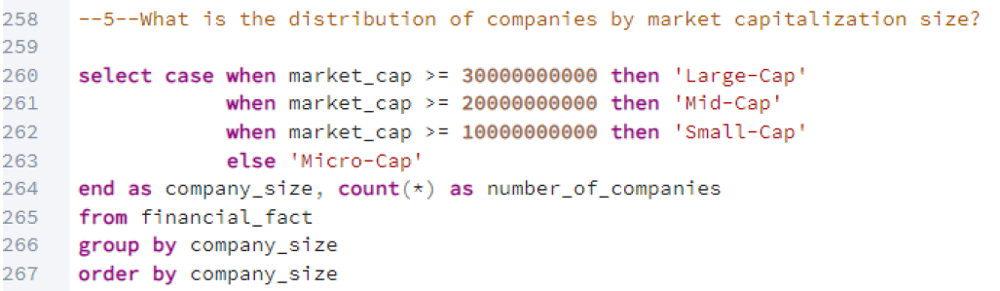 258 --5--What is the distribution of companies by market capitalization size?
259
260 select case when market_cap >= 30000000000 then 'Large-Cap'
261 when market_cap >= 20000000000 then 'Mid-Cap'
262 when market_cap >= 10000000000 then 'Small-Cap'
263 else 'Micro-Cap'
264 end as company_size, count(*) as number_of_companies
265 from financial_fact
266 group by company_size
267 order by company_size